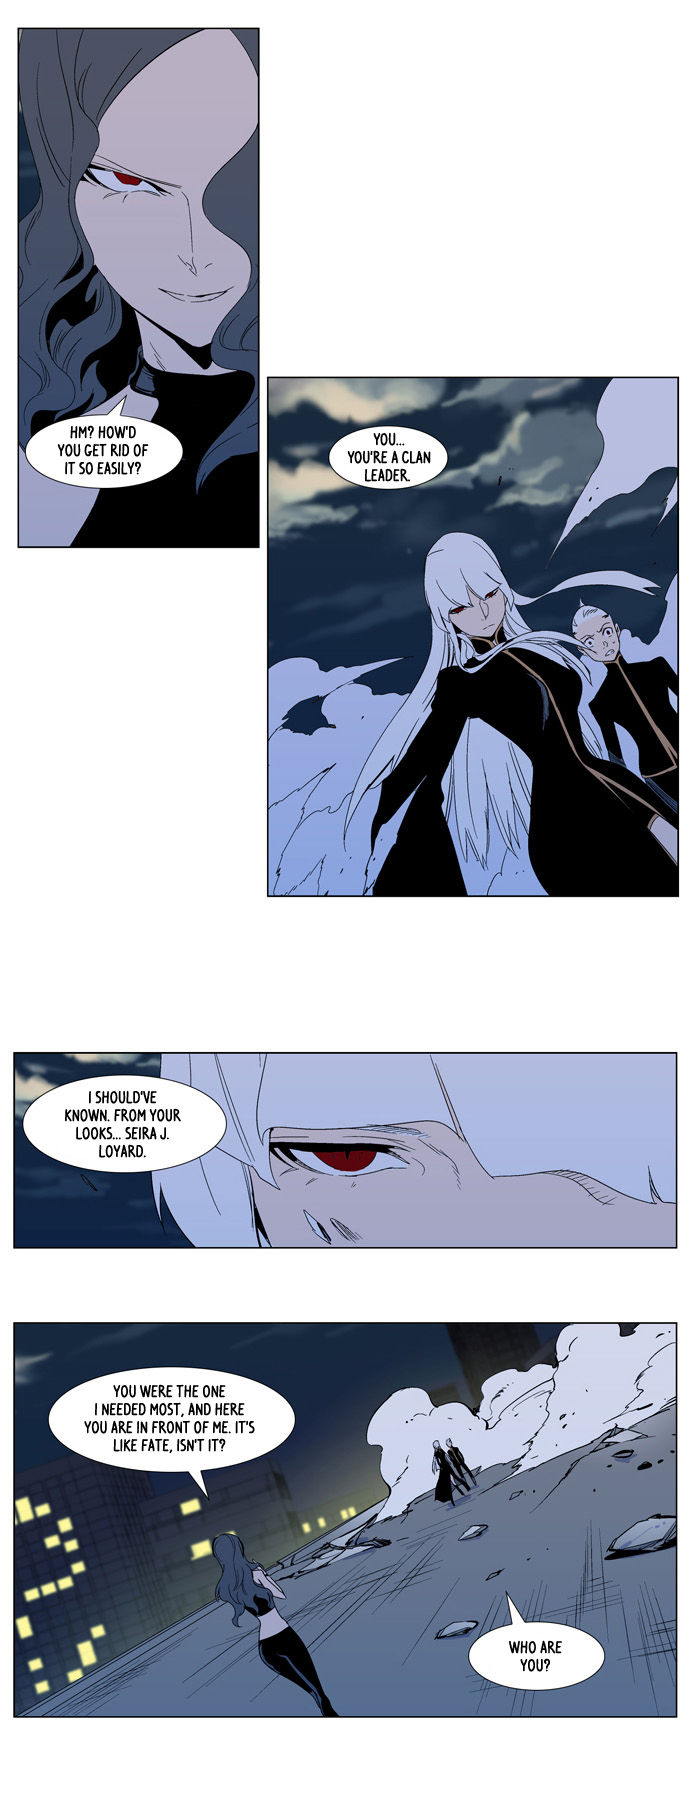 HM? HOW'D
YOU GET RID OF
IT SO EASILY?
YOU...
YOU'RE A CLAN
LEADER.
I SHOULD'VE
KNOWN. FROM YOUR
LOOKS... SEIRA J.
LOYARD.
YOU WERE THE ONE
I NEEDED MOST, AND HERE
YOU ARE IN FRONT OF ME. IT'S
LIKE FATE, ISN'T IT?
WHO ARE
YOU?